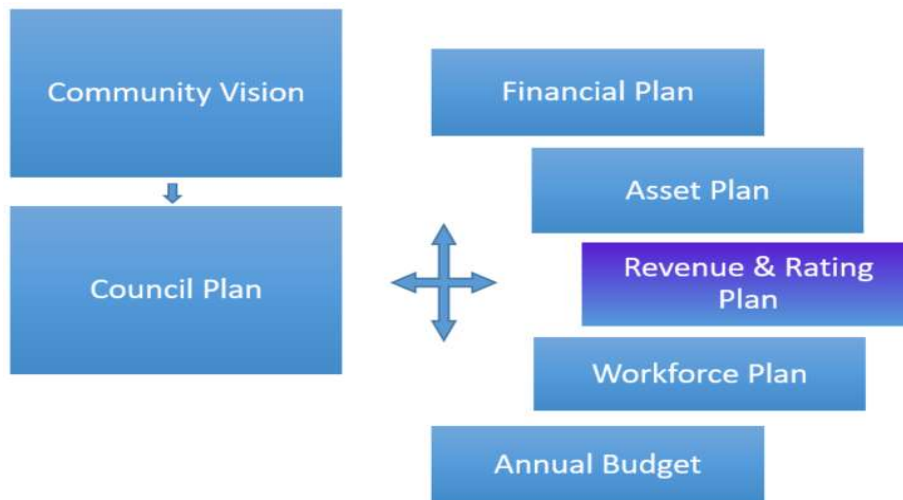 Community Vision
Council Plan
Financial Plan
Asset Plan
Revenue & Rating
Plan
Workforce Plan
Annual Budget